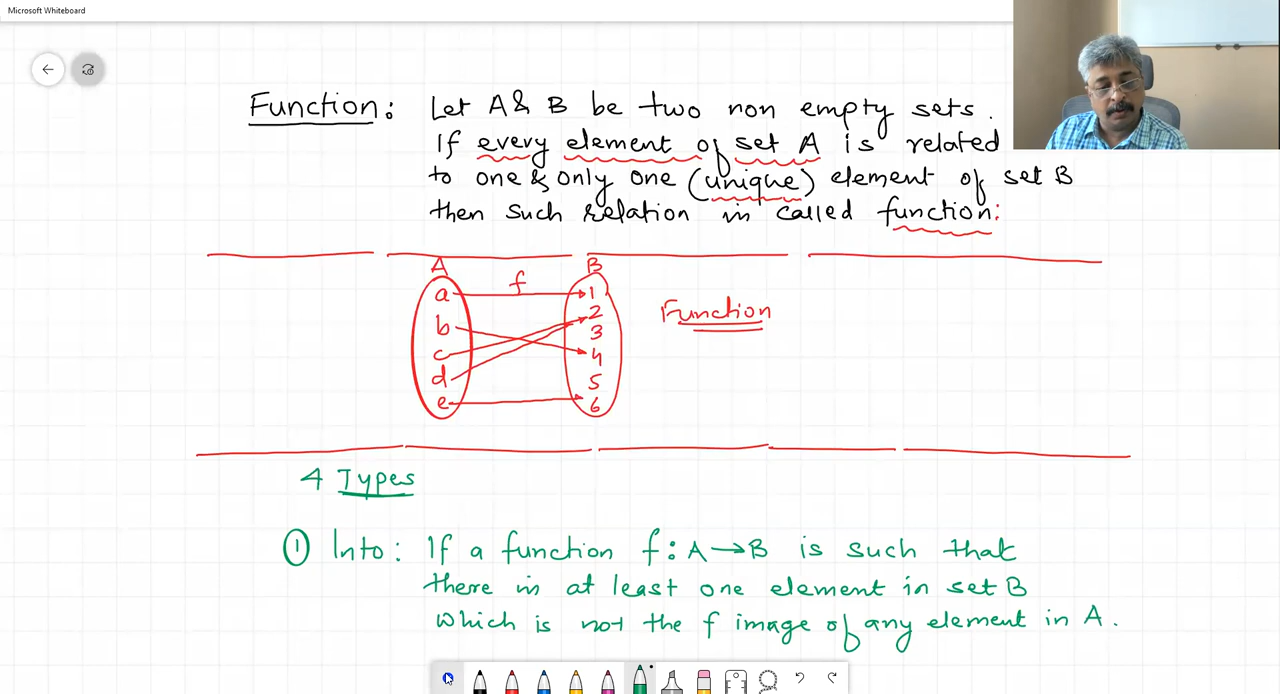 Microsoft Whiteboard
Function: Let A & B be two non empty sets.
If every element of set A is related
to one & only one (unique) element of set B
then such relation is called function:
A B
f
a 1
b 2
c 3
d 4
e 5
6
Function
4 Types
① Into: If a function f: A→B is such that
there is at least one element in set B
which is not the f image of any element in A.